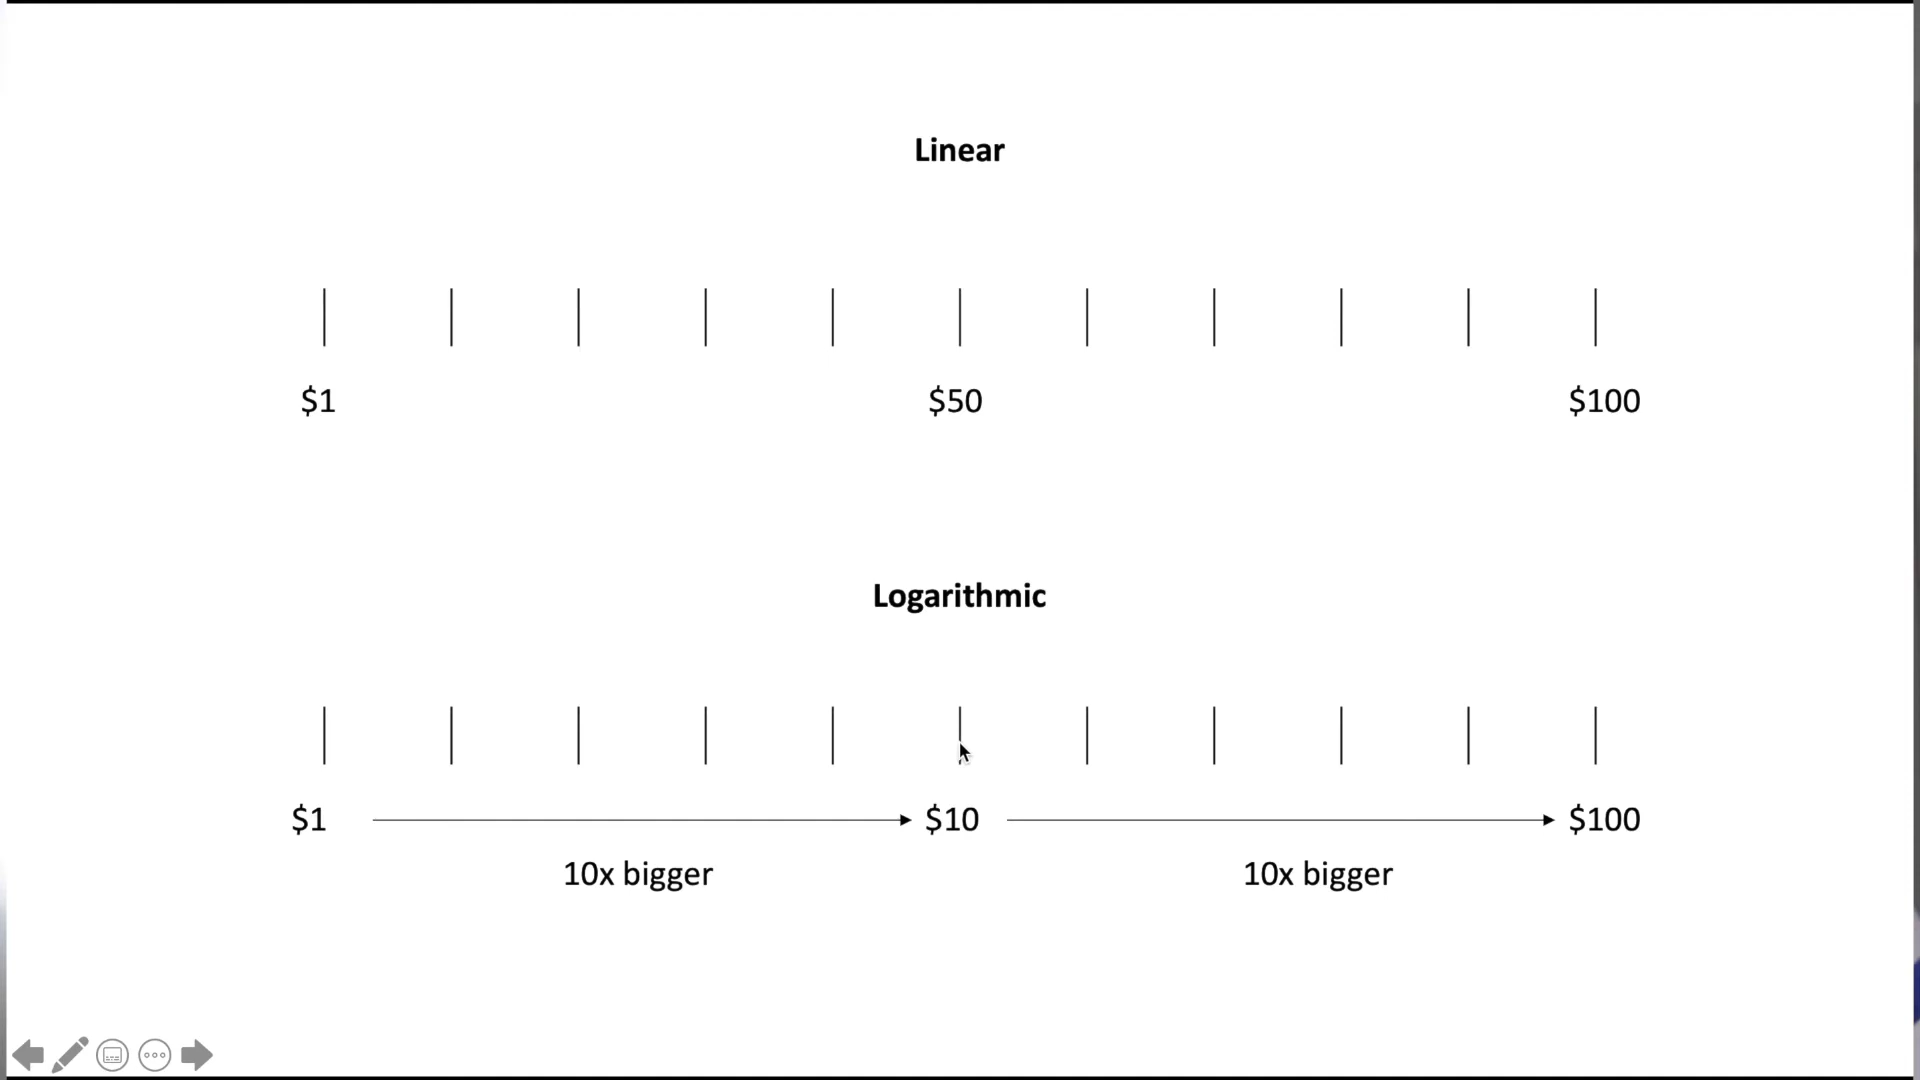 Linear
$1 $50 $100
Logarithmic
$1 $10 $100
10x bigger 10x bigger